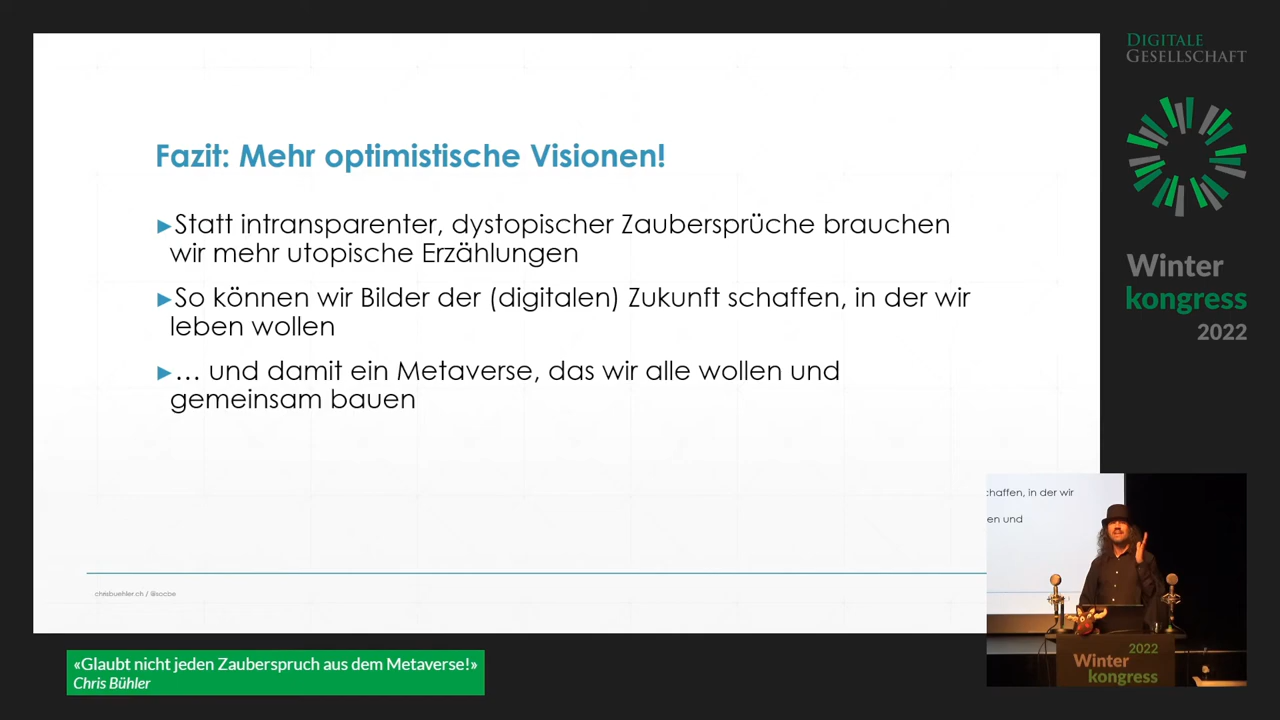 Fazit: Mehr optimistische Visionen!
►Statt intransparenter, dystopischer Zaubersprüche brauchen
wir mehr utopische Erzählungen
►So können wir Bilder der (digitalen) Zukunft schaffen, in der wir
leben wollen
►… und damit ein Metaverse, das wir alle wollen und
gemeinsam bauen
chrisbuehler.ch / @socbe
«Glaubt nicht jeden Zauberspruch aus dem Metaverse!»
Chris Bühler
DIGITALE
GESELLSCHAFT
Winter
kongress
2022
chaffen, in der wir
en und
2022
Winter
kongress